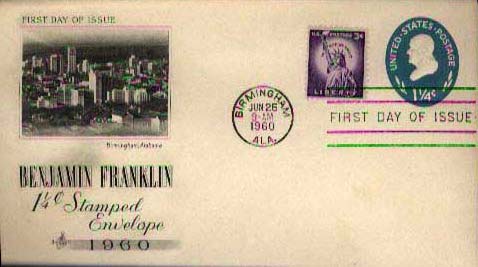 FIRST DAY OF ISSUE
Birmingham, Alabama
BENJAMIN FRANKLIN
1¼¢ Stamped
Envelope
1960
BIRMINGHAM
JUN 25
9-AM
1960
ALA.
U.S. POSTAGE 3¢
LIBERTY
UNITED·STATES·POSTAGE
1¼¢
FIRST DAY OF ISSUE